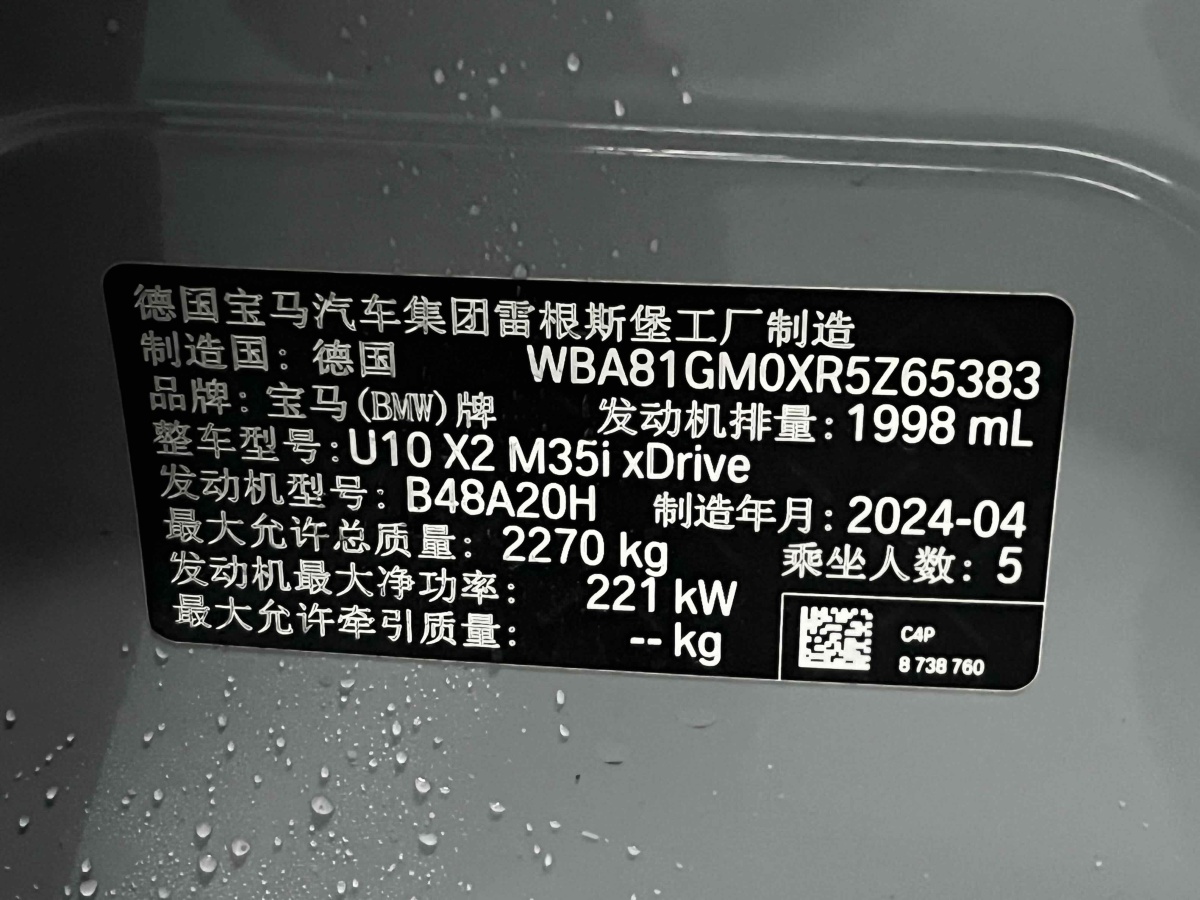 德国宝马汽车集团雷根斯堡工厂制造
制造国：德国 WBA81GM0XR5Z65383
品牌：宝马(BMW)牌 发动机排量：1998 mL
整车型号：U10 X2 M35i xDrive
发动机型号：B48A20H 制造年月：2024-04
最大允许总质量：2270 kg 乘坐人数：5
发动机最大净功率：221 kW
最大允许牵引质量：-- kg
C4P
8 738 760